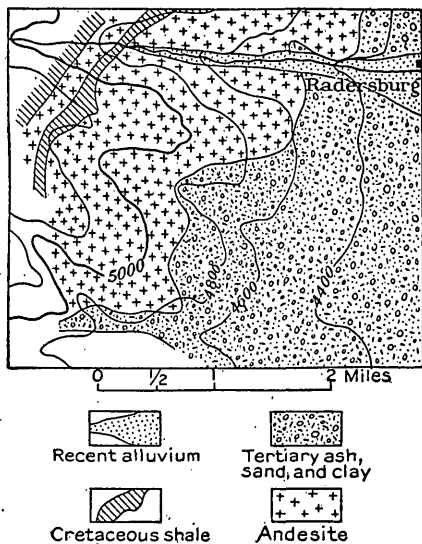 Radersburg
5000
4800
4600
4400
0 1/2 1 2 Miles
Recent alluvium
Tertiary ash,
sand, and clay
Cretaceous shale
Andesite